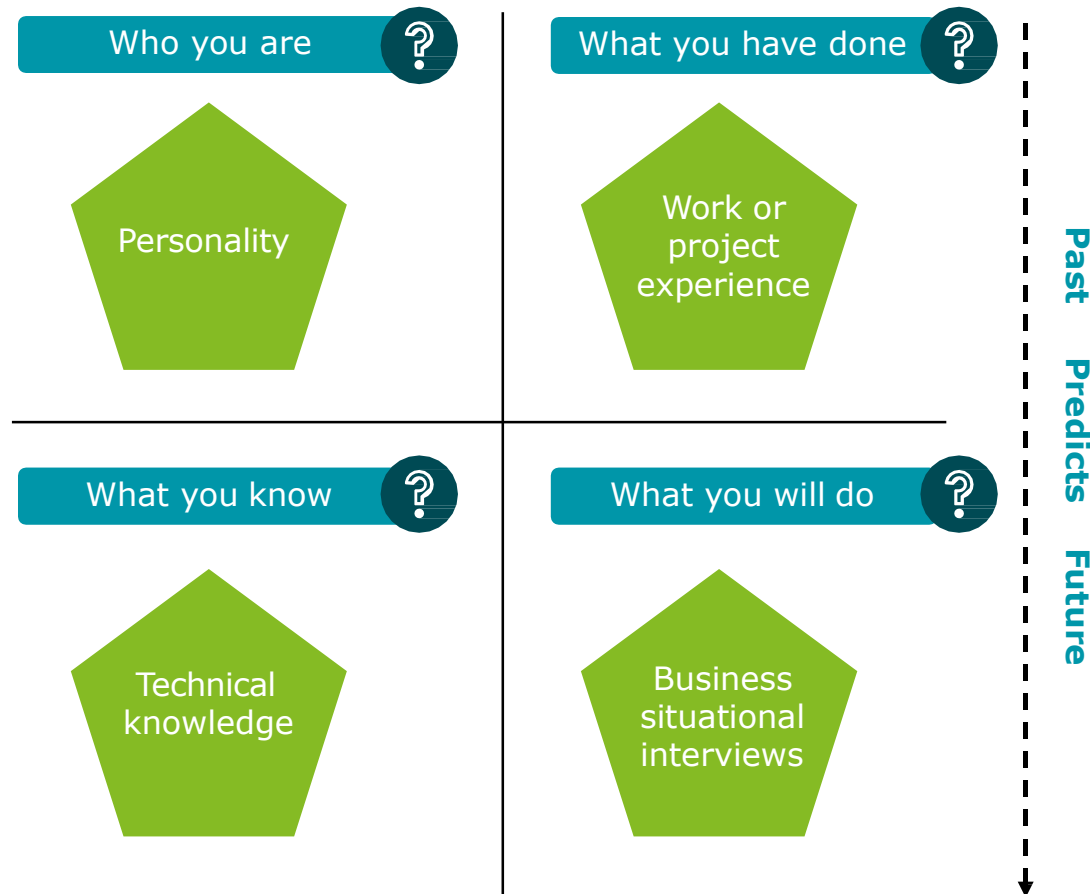 Who you are
?
What you have done
?
Personality
Work or
project
experience
What you know
?
What you will do
?
Technical
knowledge
Business
situational
interviews
Past Predicts Future